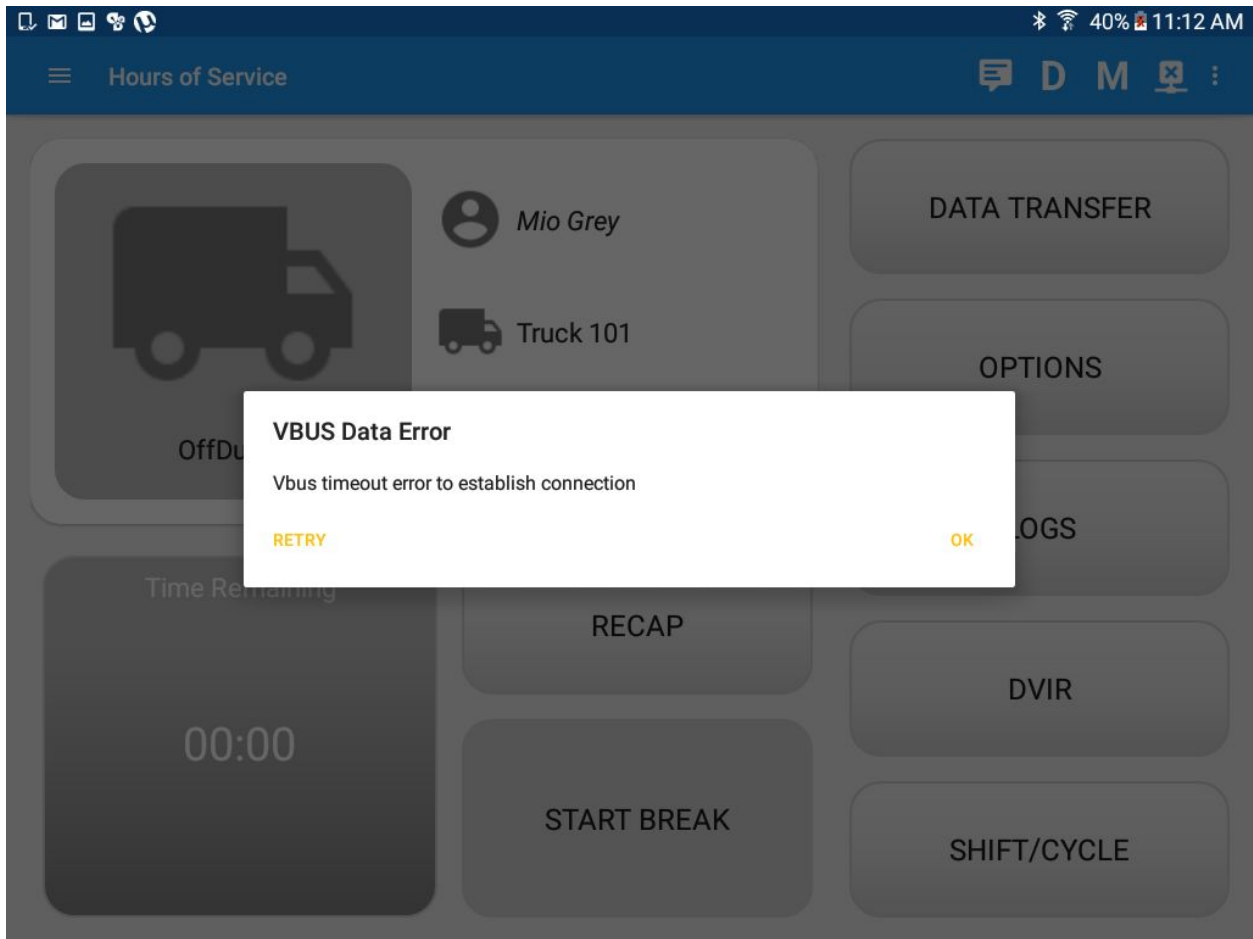 40% 11:12 AM
Hours of Service
D M
Mio Grey
Truck 101
OffDu
DATA TRANSFER
OPTIONS
VBUS Data Error
Vbus timeout error to establish connection
RETRY
OK
OGS
Time Remaining
00:00
RECAP
START BREAK
DVIR
SHIFT/CYCLE